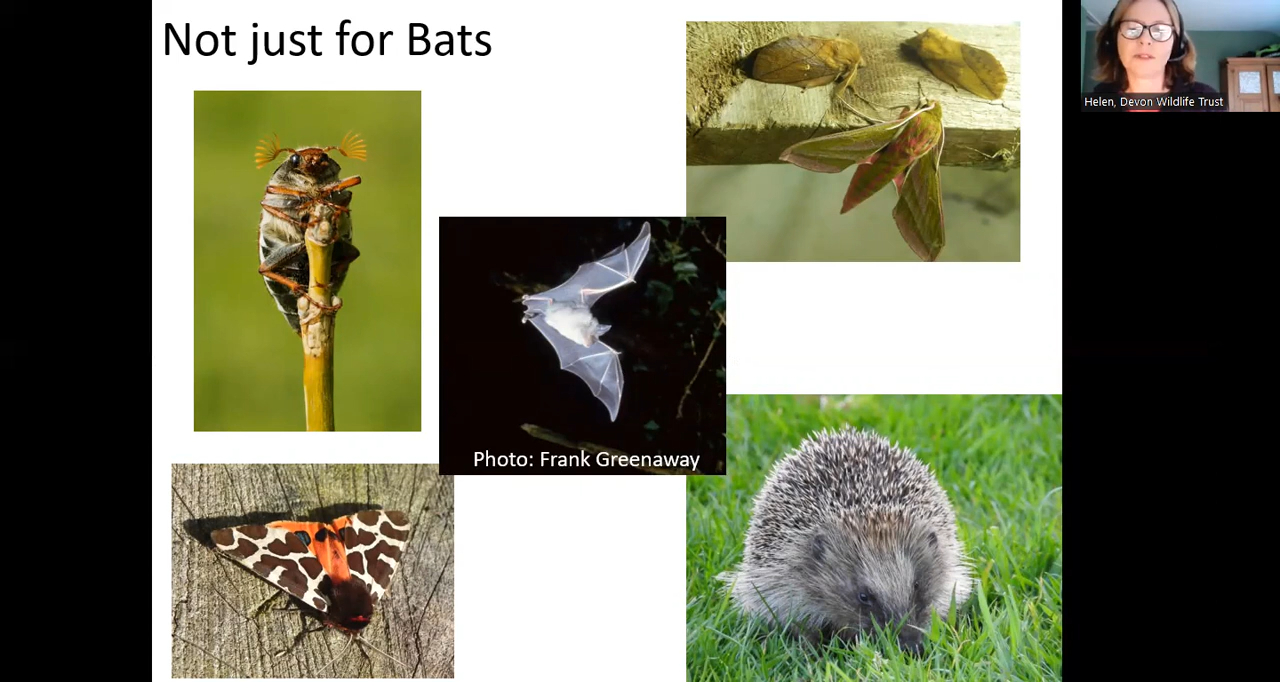 Not just for Bats
Helen, Devon Wildlife Trust
Photo: Frank Greenaway